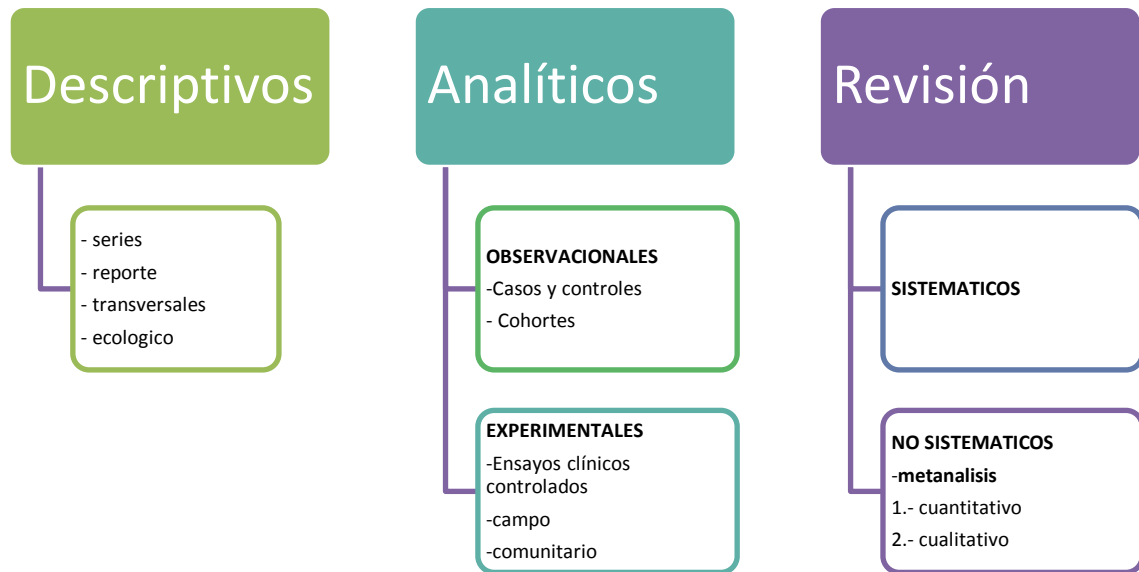 Descriptivos
- series
- reporte
- transversales
- ecologico
Analíticos
OBSERVACIONALES
-Casos y controles
- Cohortes
EXPERIMENTALES
-Ensayos clínicos
controlados
-campo
-comunitario
Revisión
SISTEMATICOS
NO SISTEMATICOS
-metanalisis
1.- cuantitativo
2.- cualitativo